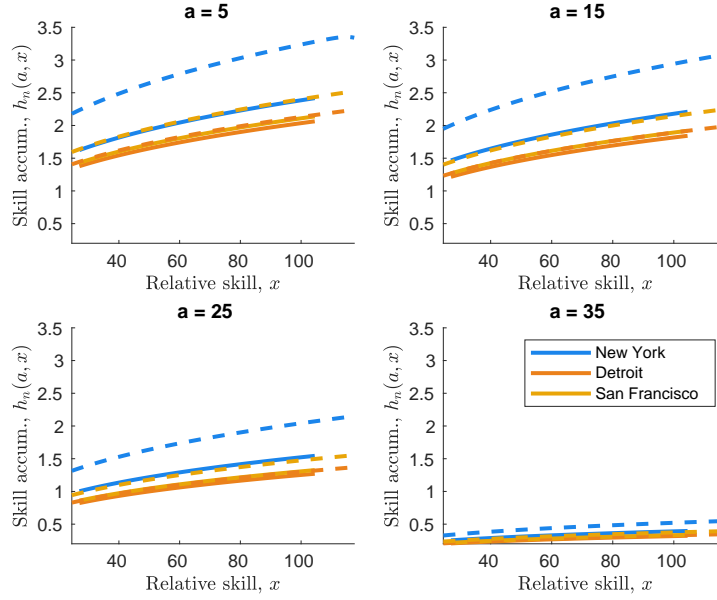 a = 5
3.5
3
2.5
2
1.5
1
0.5
Skill accum., h_n(a, x)
40 60 80 100
Relative skill, x
a = 15
3.5
3
2.5
2
1.5
1
0.5
Skill accum., h_n(a, x)
40 60 80 100
Relative skill, x
a = 25
3.5
3
2.5
2
1.5
1
0.5
Skill accum., h_n(a, x)
40 60 80 100
Relative skill, x
a = 35
3.5
3
2.5
2
1.5
1
0.5
Skill accum., h_n(a, x)
New York
Detroit
San Francisco
40 60 80 100
Relative skill, x